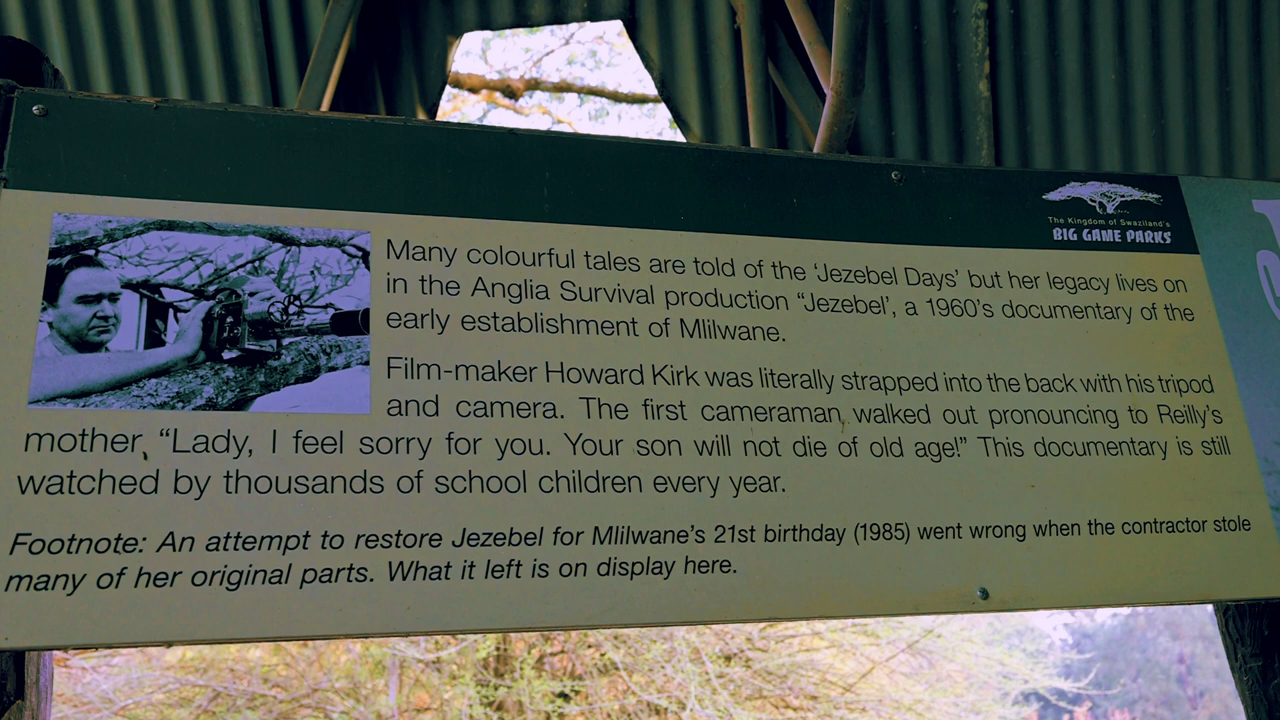 The Kingdom of Swaziland's
BIG GAME PARKS
Many colourful tales are told of the ‘Jezebel Days’ but her legacy lives on
in the Anglia Survival production “Jezebel’, a 1960’s documentary of the
early establishment of Mlilwane.
Film-maker Howard Kirk was literally strapped into the back with his tripod
and camera. The first cameraman walked out pronouncing to Reilly’s
mother, “Lady, I feel sorry for you. Your son will not die of old age!” This documentary is still
watched by thousands of school children every year.
Footnote: An attempt to restore Jezebel for Mlilwane’s 21st birthday (1985) went wrong when the contractor stole
many of her original parts. What it left is on display here.